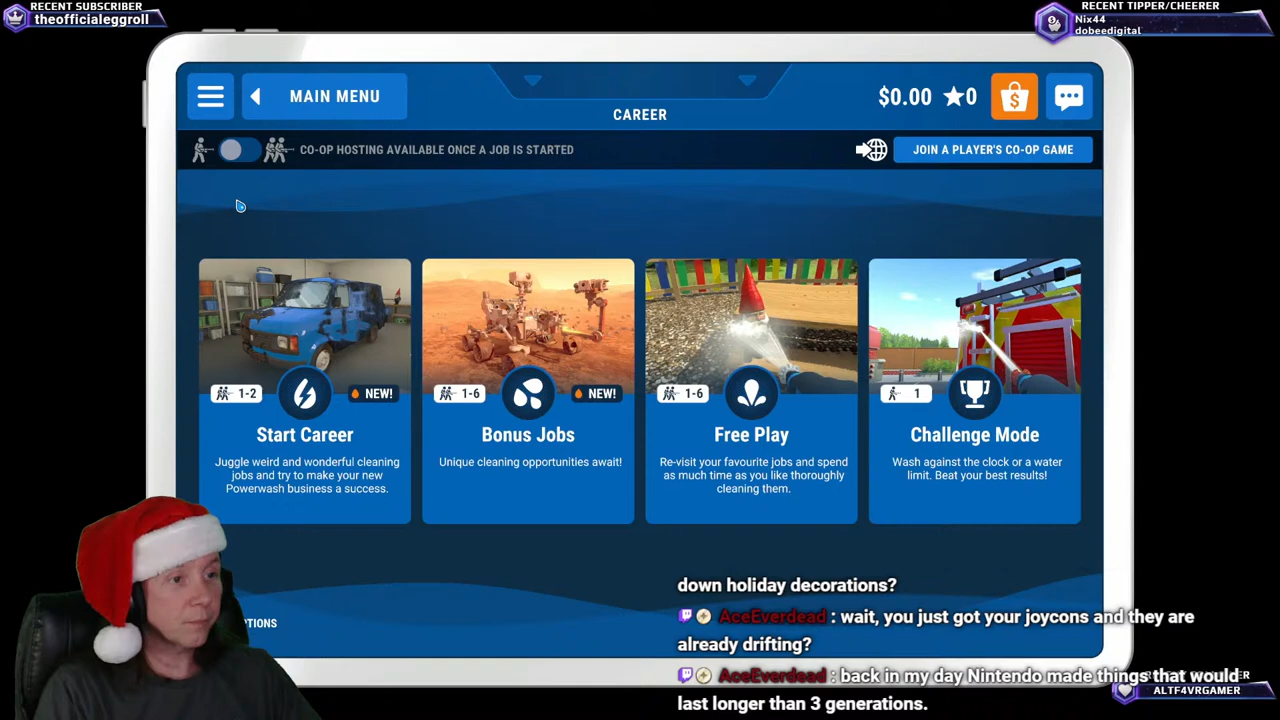 RECENT SUBSCRIBER
theofficialeggroll
RECENT TIPPER/CHEERER
Nix44
dobeedigital
MAIN MENU
CAREER
$0.00 ★0
CO-OP HOSTING AVAILABLE ONCE A JOB IS STARTED
JOIN A PLAYER'S CO-OP GAME
1-2
NEW!
Start Career
Juggle weird and wonderful cleaning
jobs and try to make your new
Powerwash business a success.
1-6
NEW!
Bonus Jobs
Unique cleaning opportunities await!
1-6
Free Play
Re-visit your favourite jobs and spend
as much time as you like thoroughly
cleaning them.
1
Challenge Mode
Wash against the clock or a water
limit. Beat your best results!
down holiday decorations?
AceEverdead : wait, you just got your joycons and they are
already drifting?
AceEverdead : back in my day Nintendo made things that would
last longer than 3 generations.
ALTF4VRGAMER